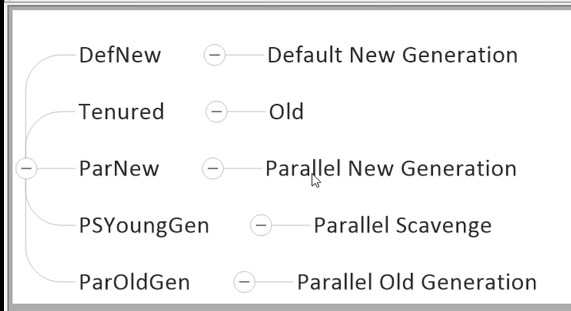 DefNew Default New Generation
Tenured Old
ParNew Parallel New Generation
PSYoungGen Parallel Scavenge
ParOldGen Parallel Old Generation